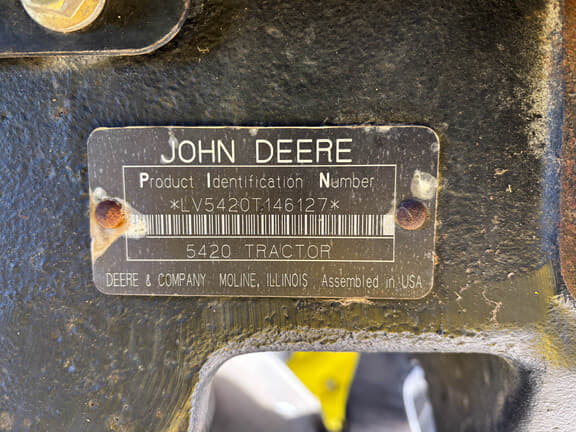 JOHN DEERE
Product Identification Number
*LV5420T146127*
5420 TRACTOR
DEERE & COMPANY MOLINE, ILLINOIS Assembled in USA